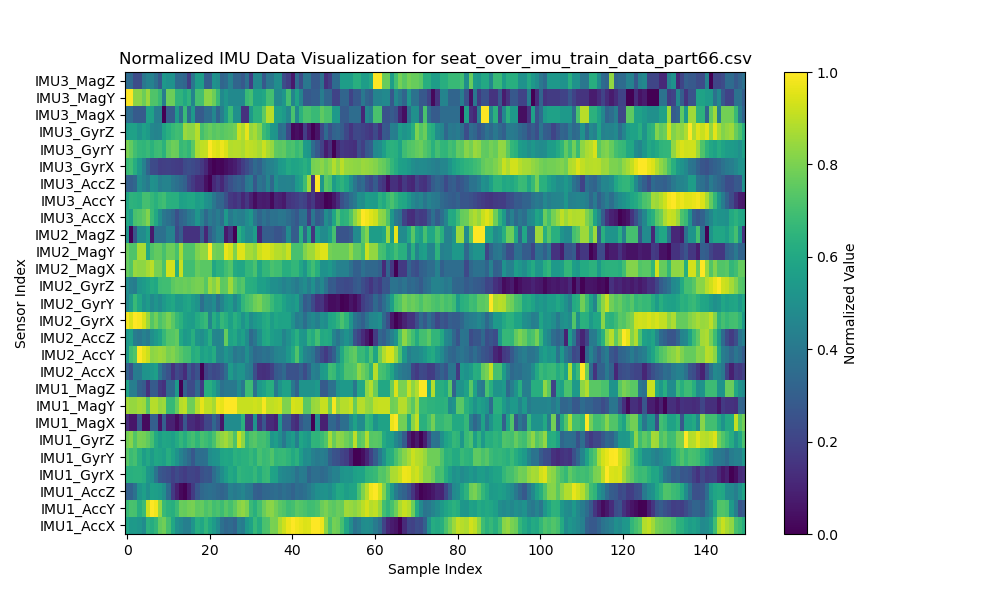 Normalized IMU Data Visualization for seat_over_imu_train_data_part66.csv
IMU3_MagZ
IMU3_MagY
IMU3_MagX
IMU3_GyrZ
IMU3_GyrY
IMU3_GyrX
IMU3_AccZ
IMU3_AccY
IMU3_AccX
IMU2_MagZ
IMU2_MagY
IMU2_MagX
IMU2_GyrZ
IMU2_GyrY
IMU2_GyrX
IMU2_AccZ
IMU2_AccY
IMU2_AccX
IMU1_MagZ
IMU1_MagY
IMU1_MagX
IMU1_GyrZ
IMU1_GyrY
IMU1_GyrX
IMU1_AccZ
IMU1_AccY
IMU1_AccX
Sensor Index
0 20 40 60 80 100 120 140
Sample Index
1.0
0.8
0.6
0.4
0.2
0.0
Normalized Value